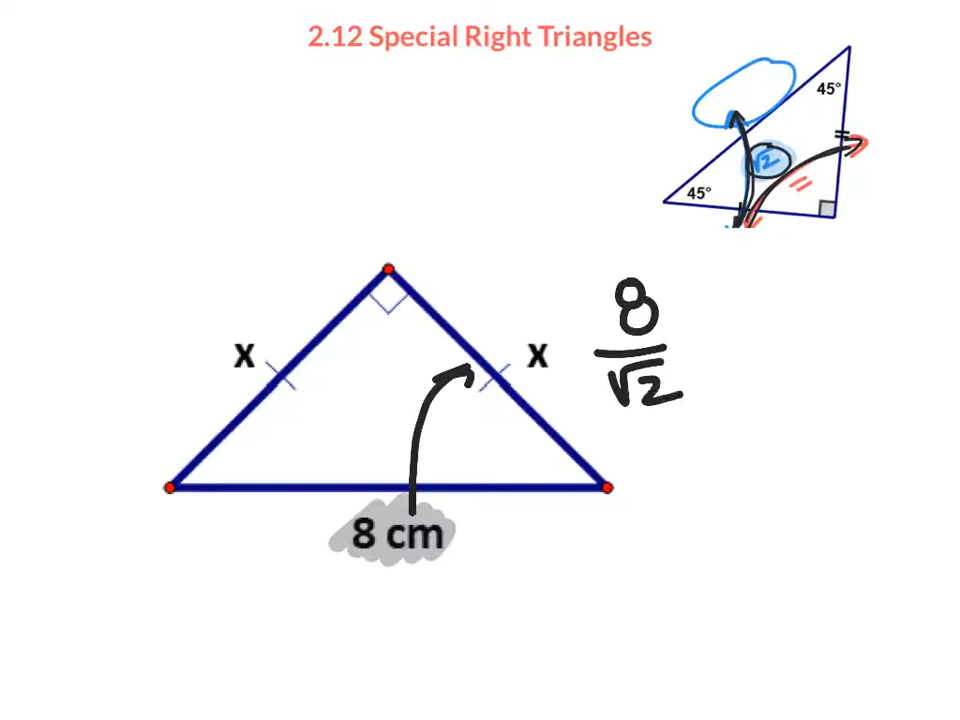 2.12 Special Right Triangles
45°
√2
45°
x
x
8
√2
8 cm